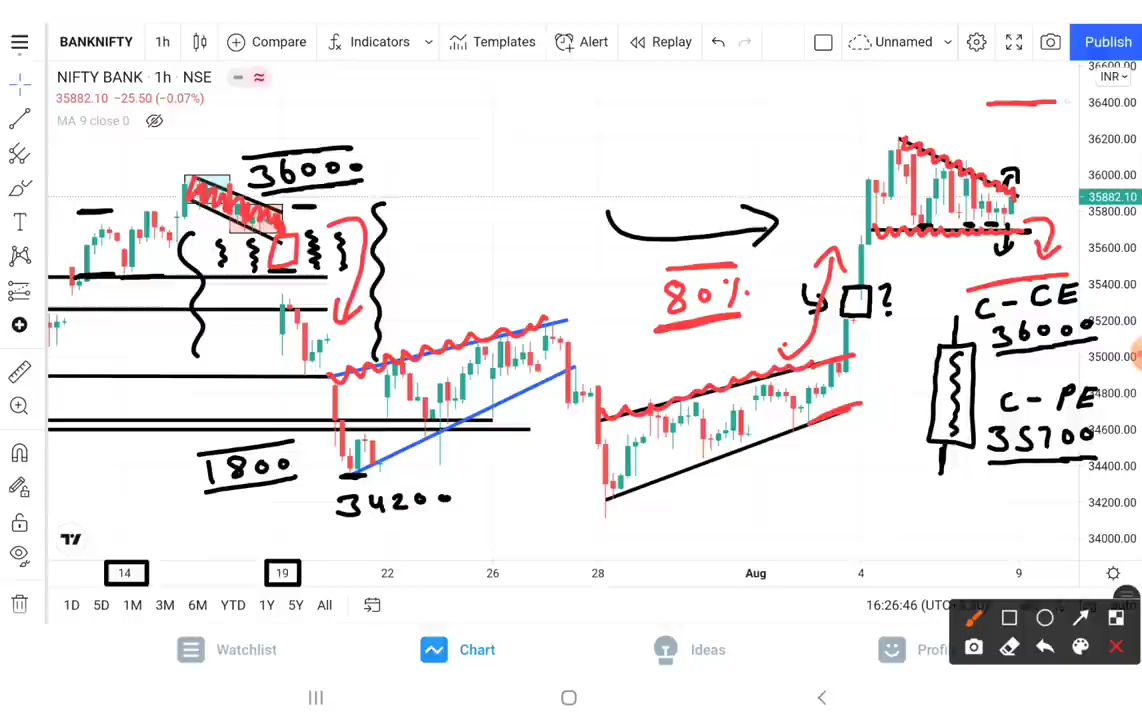 BANKNIFTY 1h Compare Indicators Templates Alert Replay Unnamed Publish
NIFTY BANK · 1h · NSE
35882.10 −25.50 (−0.07%)
MA 9 close 0
INR
36600.00
36400.00
36200.00
36000.00
35882.10
35800.00
35600.00
35400.00
35200.00
35000.00
34800.00
34600.00
34400.00
34200.00
34000.00
36000
80%
?
C-CE
36000
C-PE
35700
1800
34200
14 19 22 26 28 Aug 4 9
1D 5D 1M 3M 6M YTD 1Y 5Y All
16:26:46 (UTC
auto
Watchlist Chart Ideas Profi